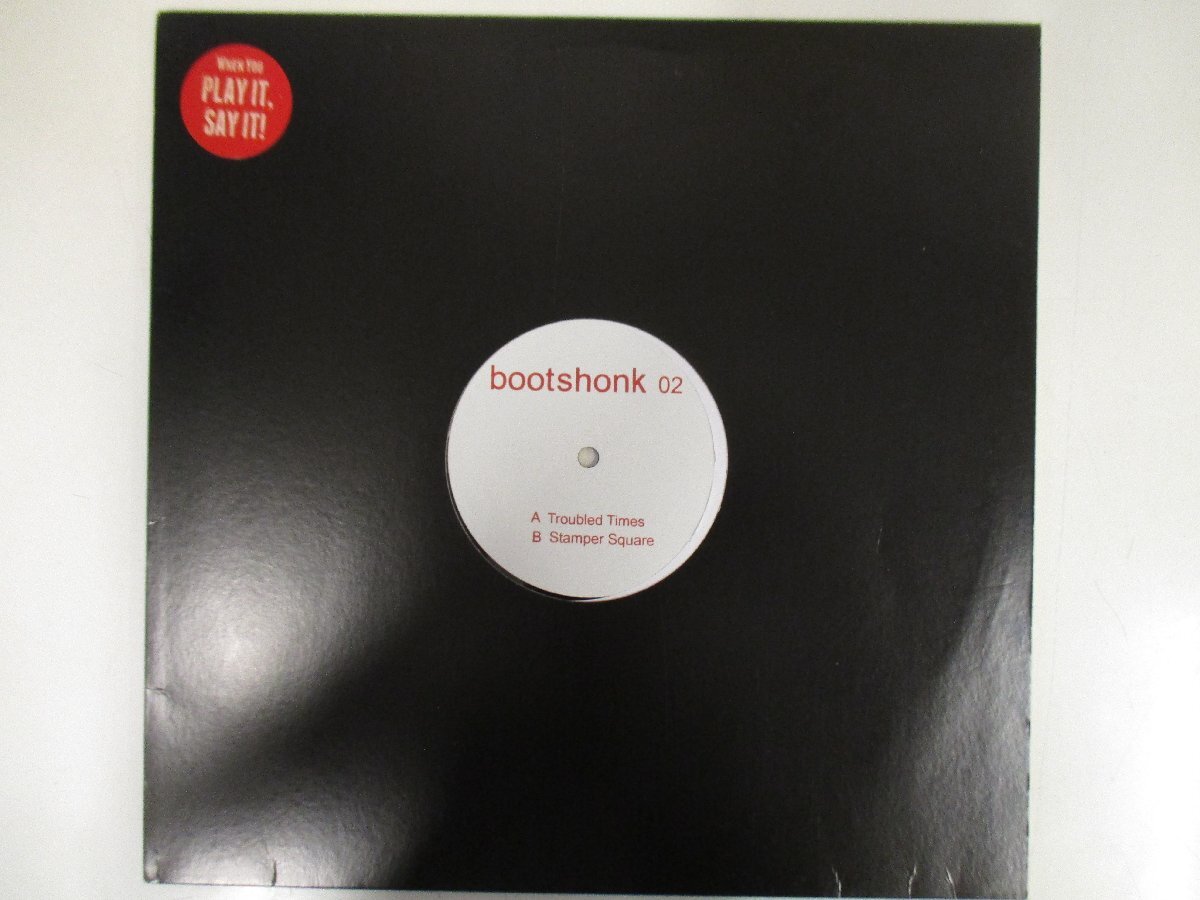 WHEN YOU
PLAY IT,
SAY IT!
bootshonk 02
A Troubled Times
B Stamper Square